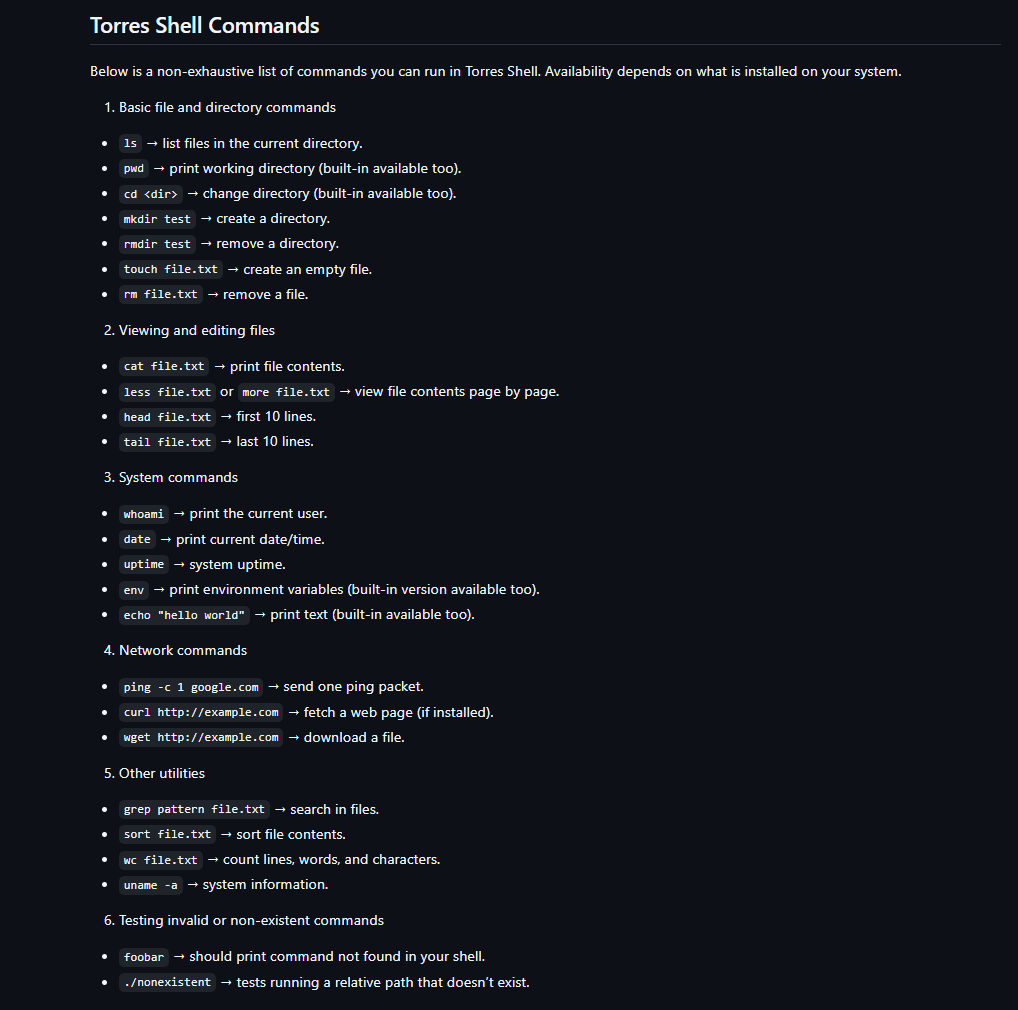 Torres Shell Commands
Below is a non-exhaustive list of commands you can run in Torres Shell. Availability depends on what is installed on your system.
1. Basic file and directory commands
• ls → list files in the current directory.
• pwd → print working directory (built-in available too).
• cd <dir> → change directory (built-in available too).
• mkdir test → create a directory.
• rmdir test → remove a directory.
• touch file.txt → create an empty file.
• rm file.txt → remove a file.
2. Viewing and editing files
• cat file.txt → print file contents.
• less file.txt or more file.txt → view file contents page by page.
• head file.txt → first 10 lines.
• tail file.txt → last 10 lines.
3. System commands
• whoami → print the current user.
• date → print current date/time.
• uptime → system uptime.
• env → print environment variables (built-in version available too).
• echo "hello world" → print text (built-in available too).
4. Network commands
• ping -c 1 google.com → send one ping packet.
• curl http://example.com → fetch a web page (if installed).
• wget http://example.com → download a file.
5. Other utilities
• grep pattern file.txt → search in files.
• sort file.txt → sort file contents.
• wc file.txt → count lines, words, and characters.
• uname -a → system information.
6. Testing invalid or non-existent commands
• foobar → should print command not found in your shell.
• ./nonexistent → tests running a relative path that doesn’t exist.